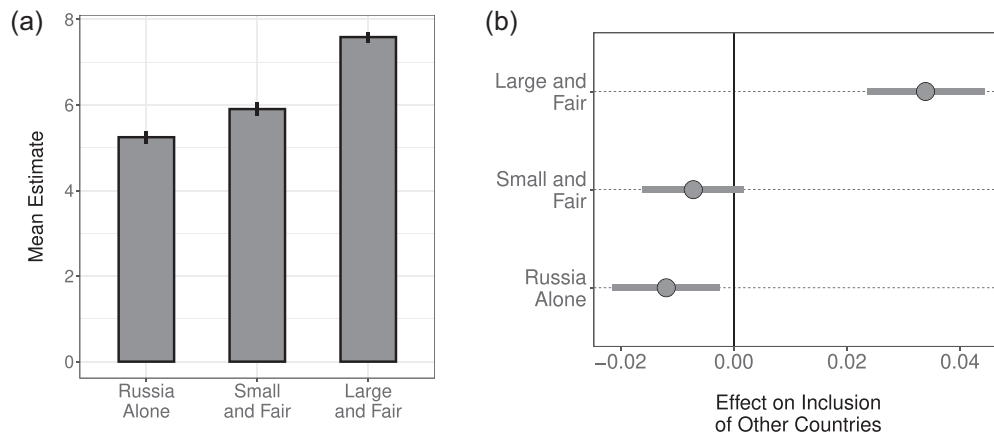 (a)
8
6
4
2
0
Mean Estimate
Russia
Alone
Small
and Fair
Large
and Fair
(b)
Large and
Fair
Small and
Fair
Russia
Alone
−0.02
0.00
0.02
0.04
Effect on Inclusion
of Other Countries